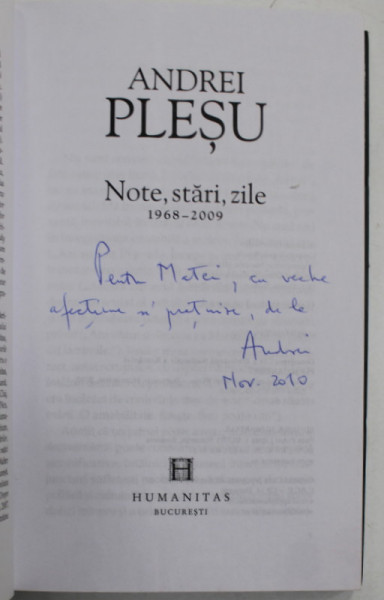 ANDREI
PLEȘU
Note, stări, zile
1968–2009
Pentru Matei, cu veche
afecțiune și prețuire, de la
Andrei
Nov. 2010
H
HUMANITAS
BUCUREȘTI